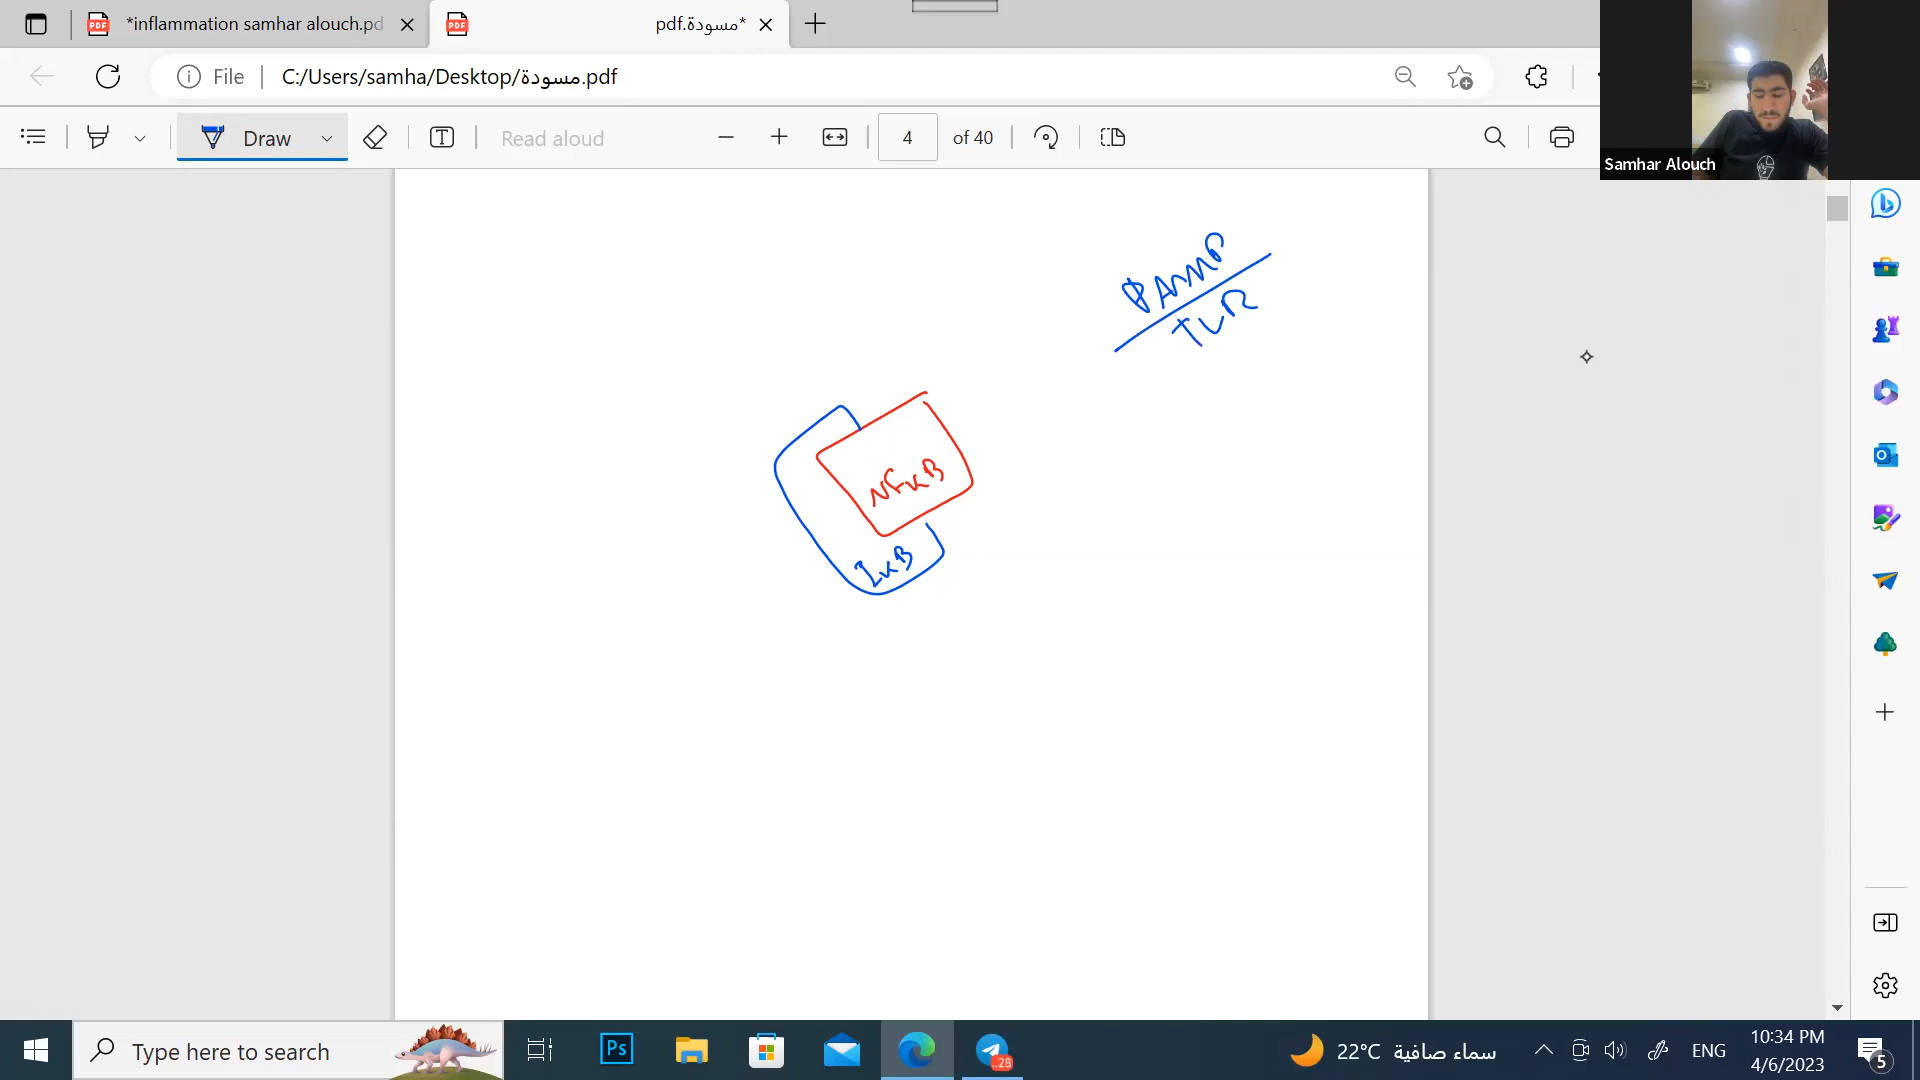 *inflammation samhar alouch.pd
مسودة.pdf*
File
C:/Users/samha/Desktop/مسودة.pdf
Draw
Read aloud
4
of 40
Samhar Alouch
PAMP
TLR
NFκB
IκB
Type here to search
Ps
..25
22°C
سماء صافية
ENG
10:34 PM
4/6/2023
5